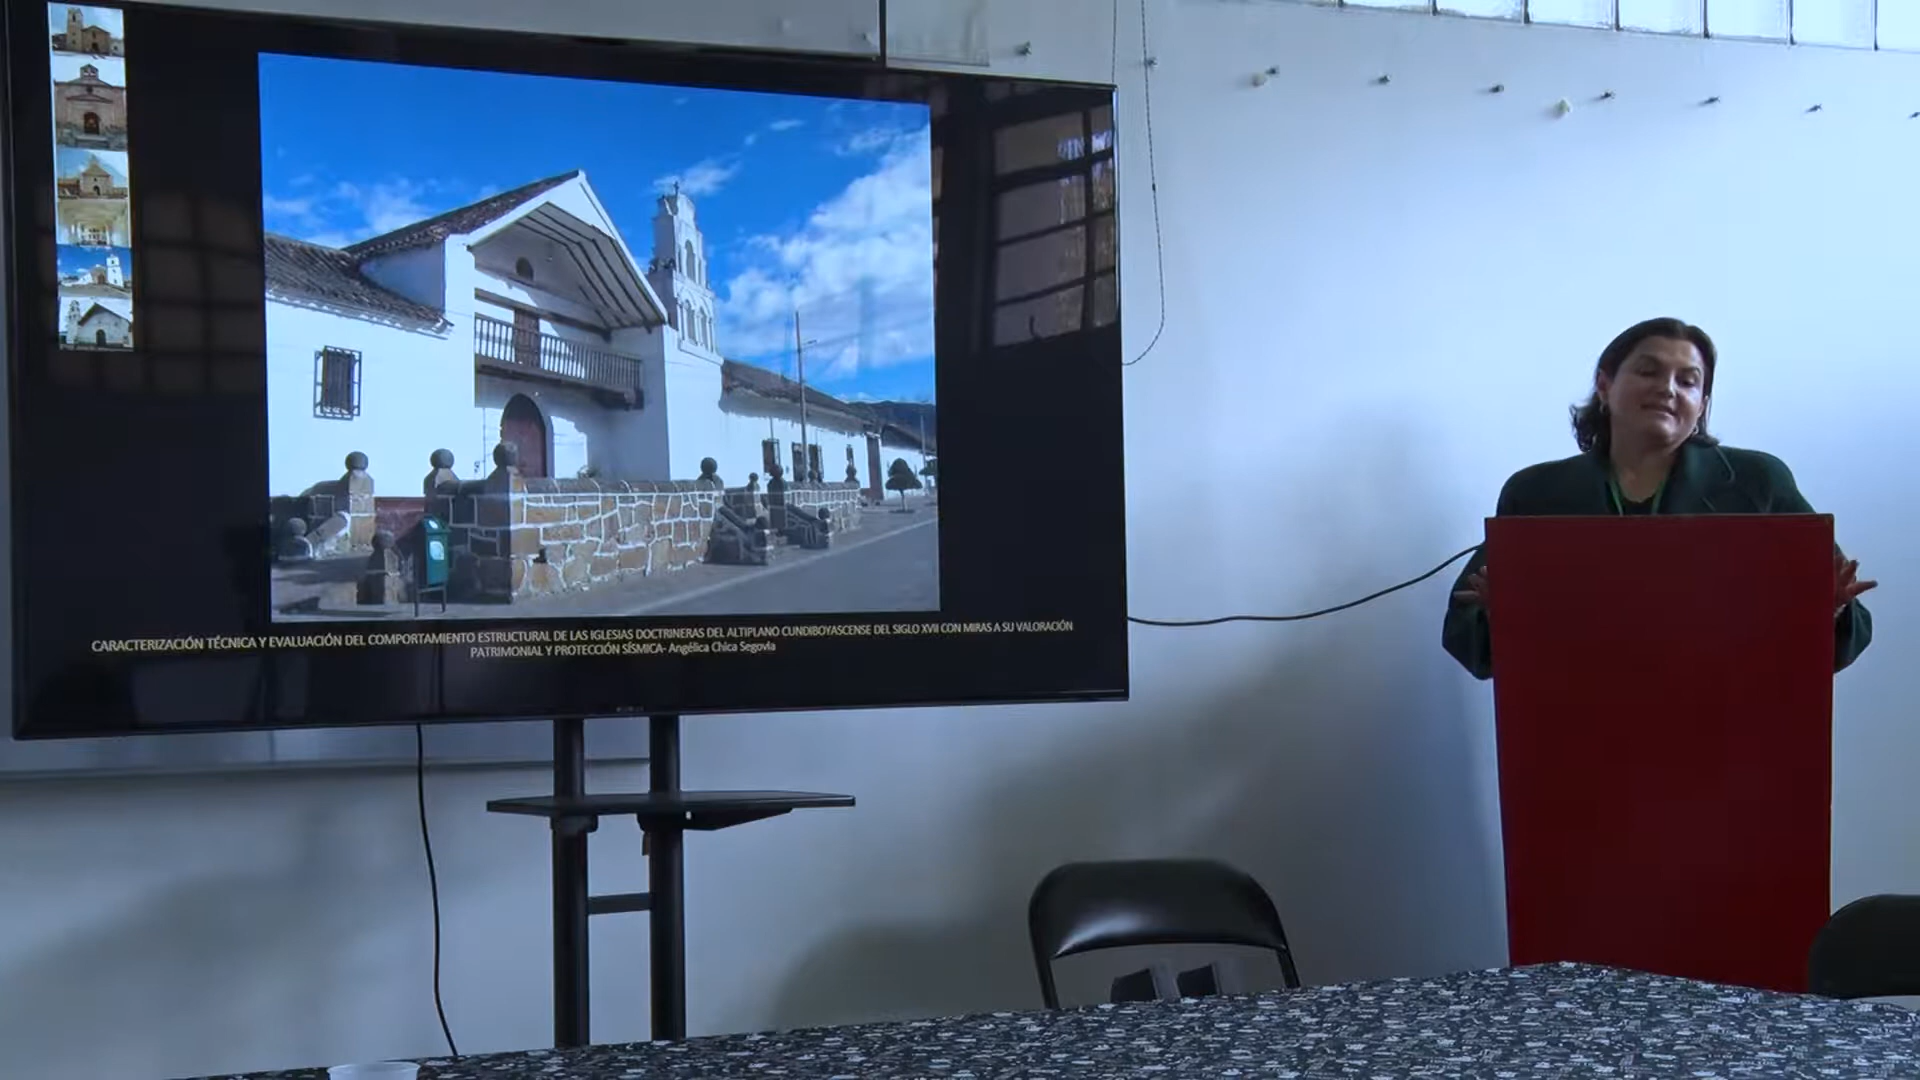 CARACTERIZACIÓN TÉCNICA Y EVALUACIÓN DEL COMPORTAMIENTO ESTRUCTURAL DE LAS IGLESIAS DOCTRINERAS DEL ALTIPLANO CUNDIBOYASCENSE DEL SIGLO XVII CON MIRAS A SU VALORACIÓN
PATRIMONIAL Y PROTECCIÓN SÍSMICA- Angélica Chica Segovia